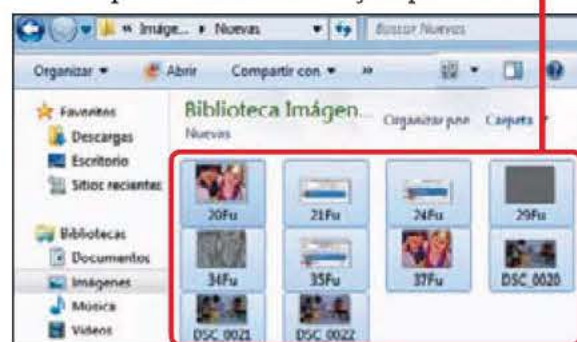 « Imáge... ▸ Nuevas
Buscar Nuevas
Organizar
Abrir
Compartir con
»
Favoritos
Descargas
Escritorio
Sitios recientes
Bibliotecas
Documentos
Imágenes
Música
Videos
Biblioteca Imágen...
Nuevas
Organizar por:
Carpeta
20Fu
21Fu
24Fu
29Fu
34Fu
35Fu
37Fu
DSC_0020
DSC_0021
DSC_0022